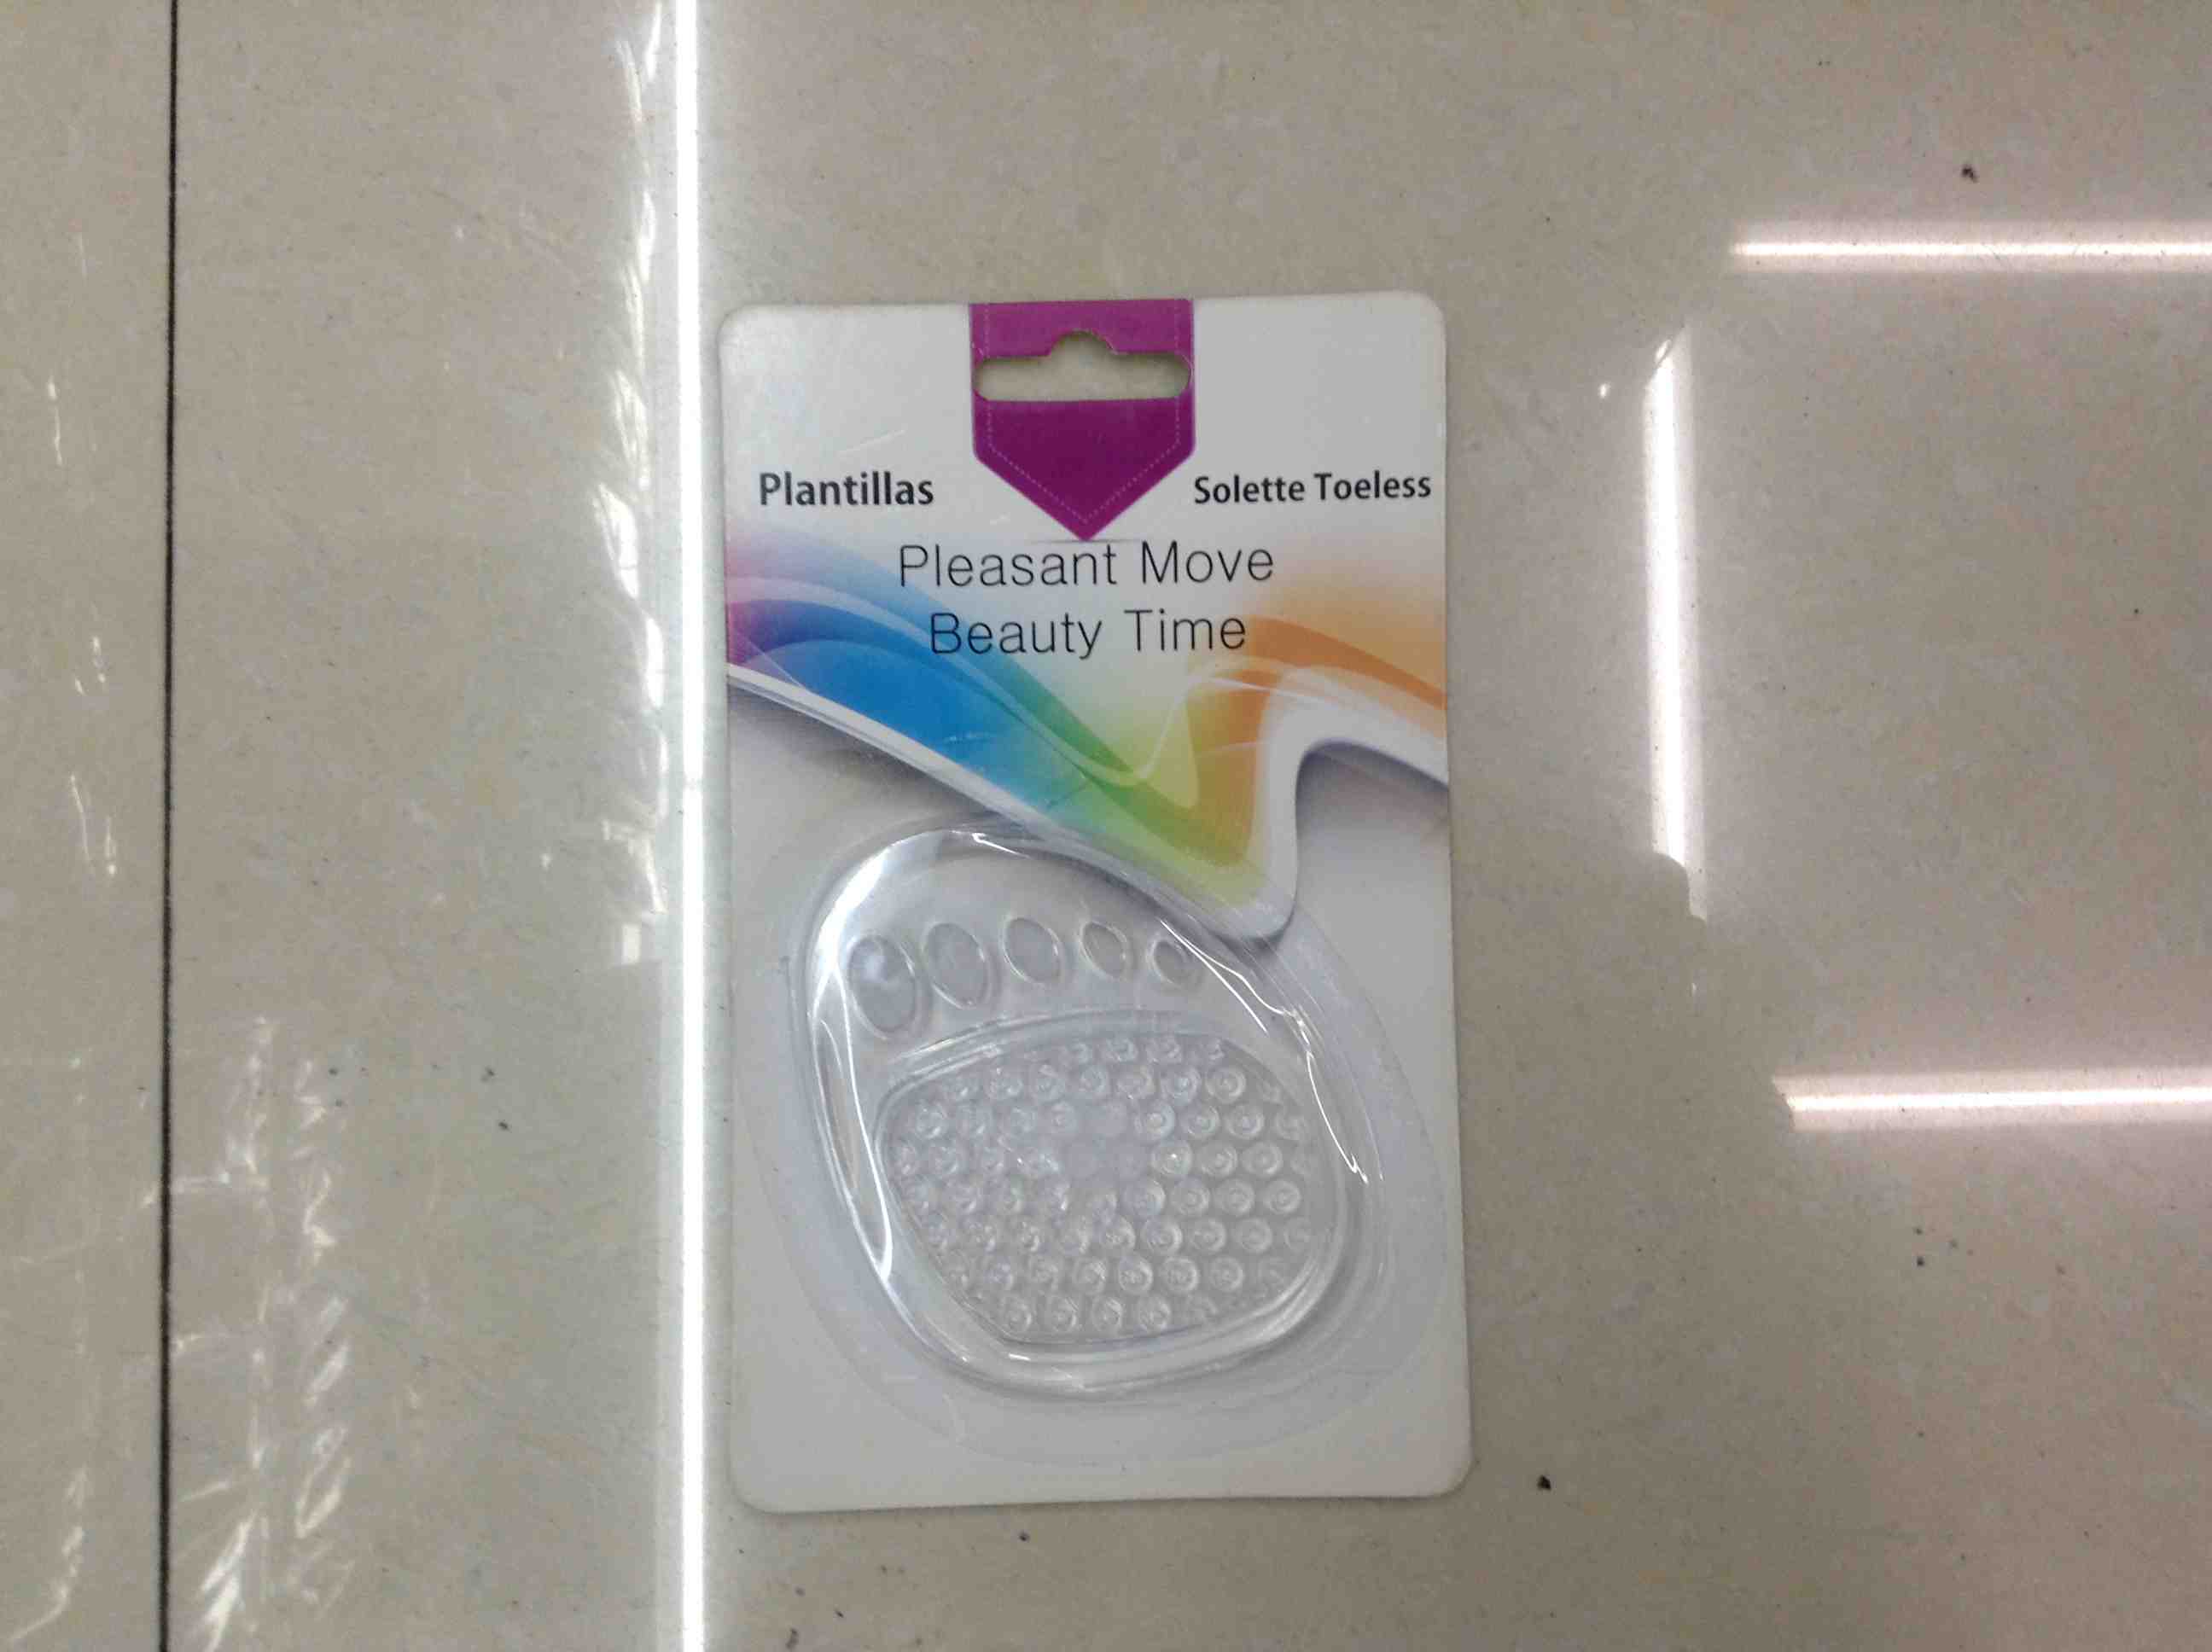 Plantillas
Solette Toeless
Pleasant Move
Beauty Time